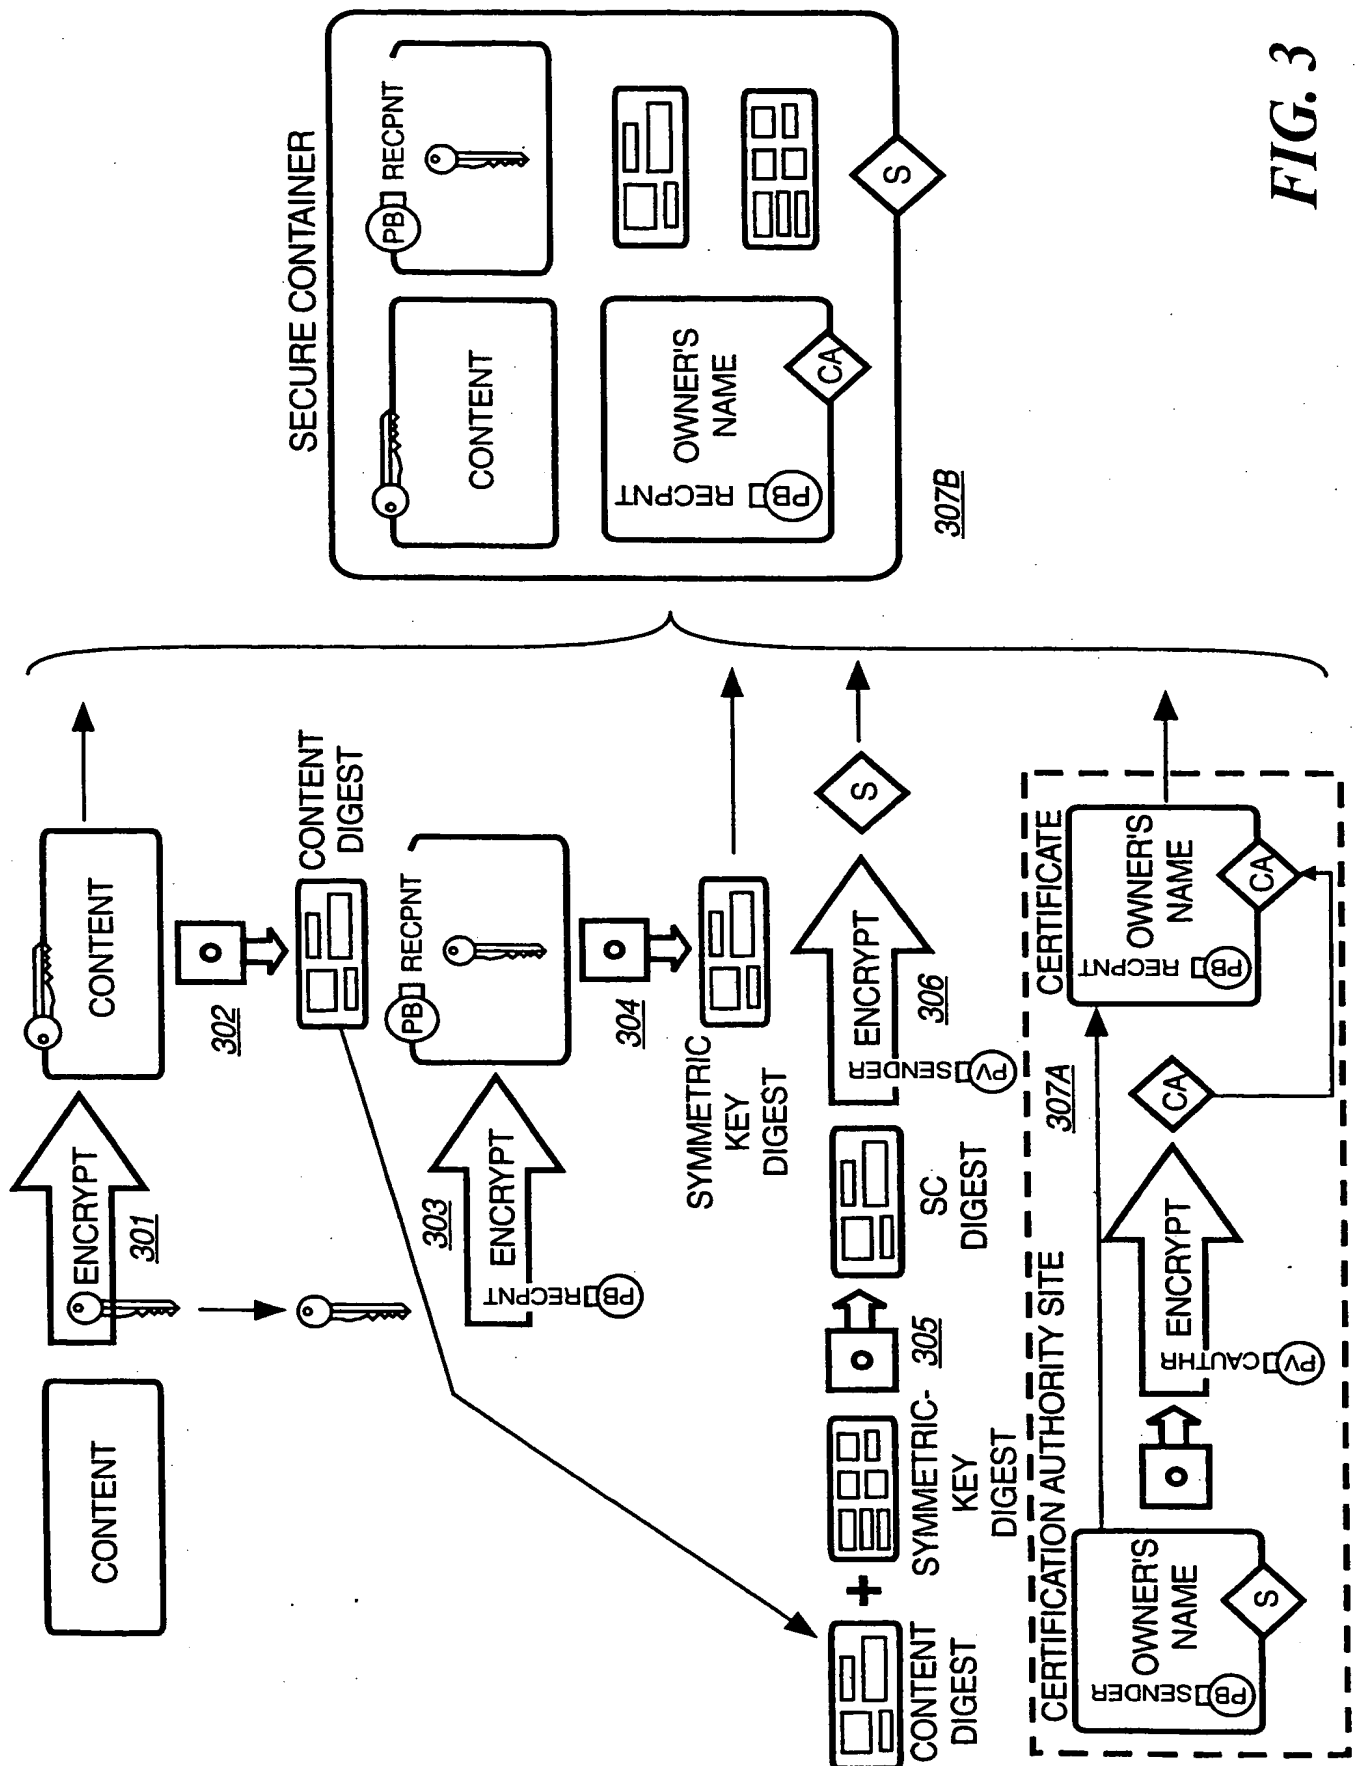 CONTENT
ENCRYPT
301
CONTENT
302
CONTENT
DIGEST
PB RECPNT
ENCRYPT
303
PB RECPNT
304
SYMMETRIC
KEY
DIGEST
CONTENT
DIGEST
+
SYMMETRIC-
KEY
DIGEST
305
SC
DIGEST
ENCRYPT
PV SENDER
306
S
CERTIFICATION AUTHORITY SITE
PB SENDER
OWNER'S
NAME
S
ENCRYPT
PV CAUTHR
CA
307A
CERTIFICATE
PB RECPNT
OWNER'S
NAME
CA
SECURE CONTAINER
CONTENT
PB RECPNT
PB RECPNT
OWNER'S
NAME
CA
S
307B
FIG. 3